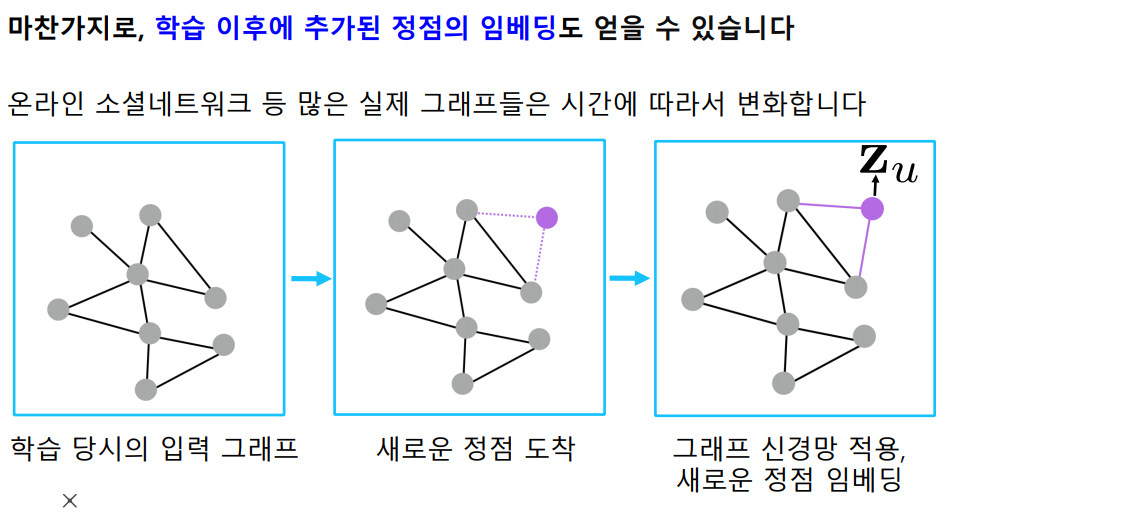 마찬가지로, 학습 이후에 추가된 정점의 임베딩도 얻을 수 있습니다
온라인 소셜네트워크 등 많은 실제 그래프들은 시간에 따라서 변화합니다
z_u
학습 당시의 입력 그래프
새로운 정점 도착
그래프 신경망 적용,
새로운 정점 임베딩